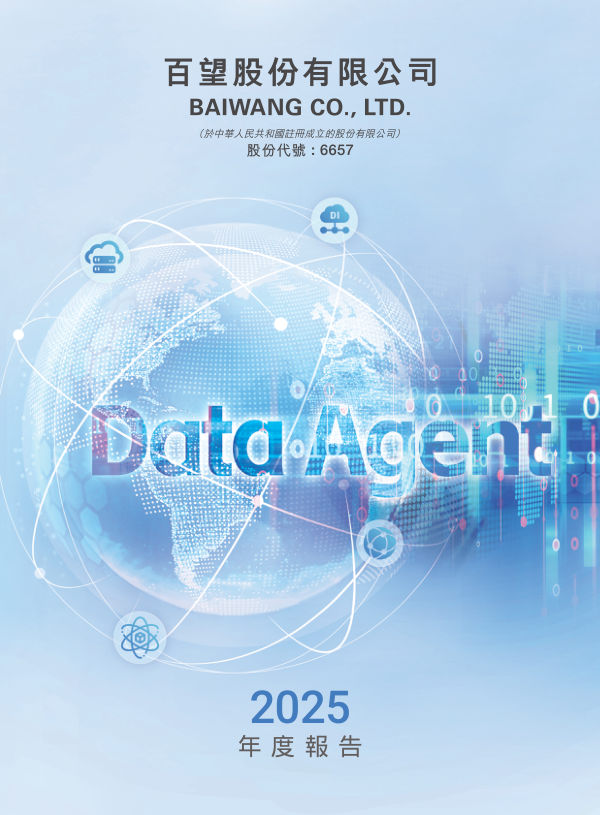 百望股份有限公司
BAIWANG CO., LTD.
（於中華人民共和國註冊成立的股份有限公司）
股份代號：6657
DI
Data Agent
2025
年度報告